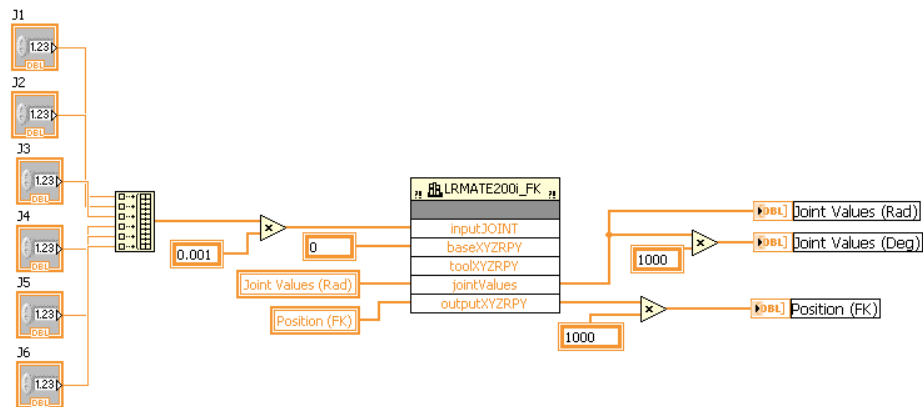 J1
1.23
DBL
J2
1.23
DBL
J3
1.23
DBL
J4
1.23
DBL
J5
1.23
DBL
J6
1.23
DBL
0.001
0
Joint Values (Rad)
Position (FK)
?! LRMATE200i_FK ?!
inputJOINT
baseXYZRPY
toolXYZRPY
jointValues
outputXYZRPY
1000
1000
DBL] Joint Values (Rad)
DBL] Joint Values (Deg)
DBL] Position (FK)